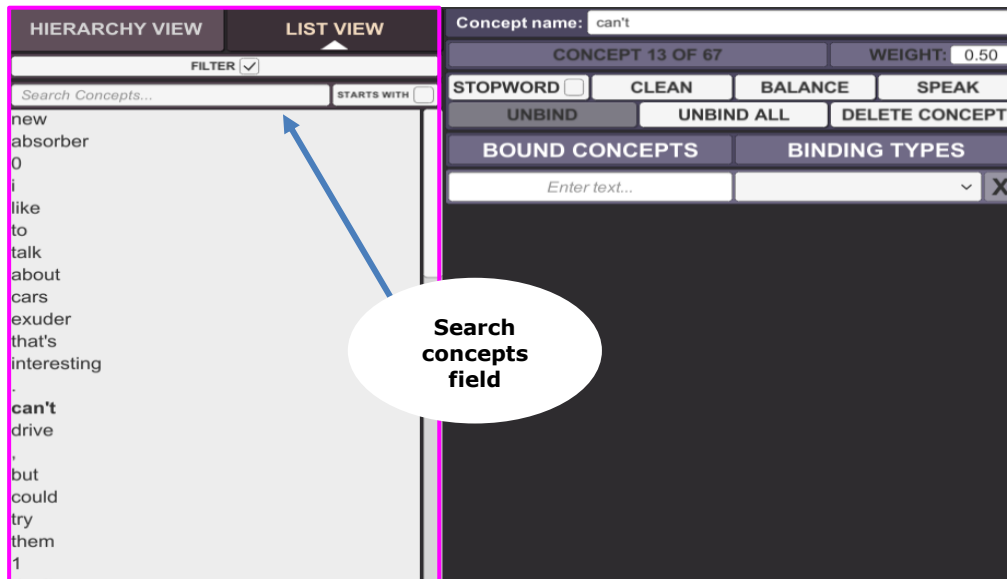 HIERARCHY VIEW
LIST VIEW
FILTER
Search Concepts...
STARTS WITH
new
absorber
0
i
like
to
talk
about
cars
exuder
that's
interesting
.
can't
drive
,
but
could
try
them
1
Concept name: can't
CONCEPT 13 OF 67
WEIGHT: 0.50
STOPWORD
CLEAN
BALANCE
SPEAK
UNBIND
UNBIND ALL
DELETE CONCEPT
BOUND CONCEPTS
BINDING TYPES
Enter text...
X
Search
concepts
field